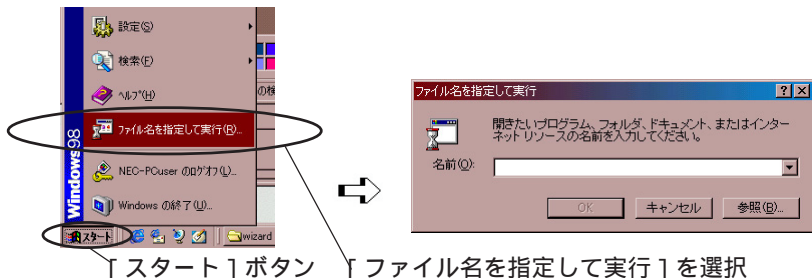 設定(S)
検索(F)
ヘルプ(H)
ファイル名を指定して実行(R)...
NEC-PCuser のログオフ(L)...
Windows の終了(U)...
Windows98
スタート
wizard
の検
ファイル名を指定して実行
開きたいプログラム、フォルダ、ドキュメント、またはインター
ネット リソースの名前を入力してください。
名前(O):
OK
キャンセル
参照(B)...
[ スタート ] ボタン
[ ファイル名を指定して実行 ] を選択